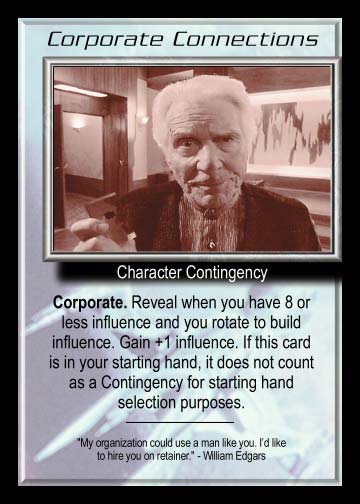 Corporate Connections
Character Contingency
Corporate. Reveal when you have 8 or
less influence and you rotate to build
influence. Gain +1 influence. If this card
is in your starting hand, it does not count
as a Contingency for starting hand
selection purposes.
"My organization could use a man like you. I'd like
to hire you on retainer." - William Edgars